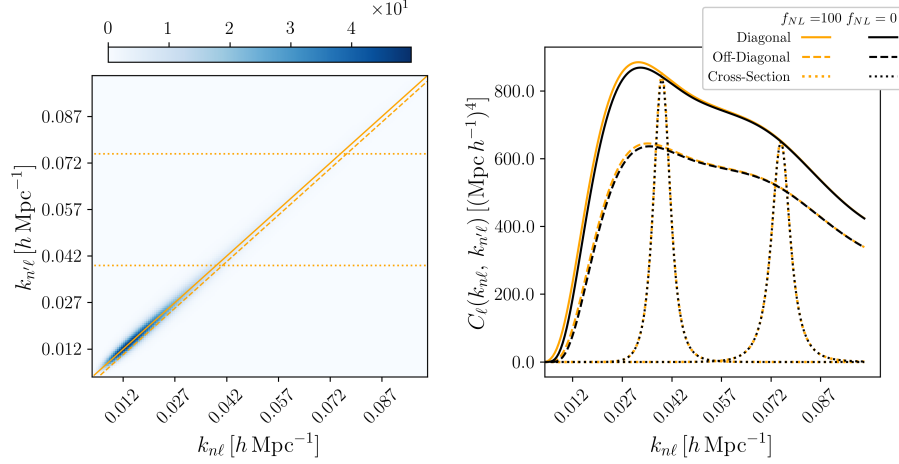 ×10¹
0 2 4
0.087
0.072
0.057
0.042
0.027
0.012
k_{n'ℓ} [h Mpc⁻¹]
0.012 0.027 0.042 0.057 0.072 0.087
k_{nℓ} [h Mpc⁻¹]
f_{NL} =100 f_{NL} = 0
Diagonal
Off-Diagonal
Cross-Section
800.0
600.0
400.0
200.0
0.0
C_ℓ(k_{nℓ}, k_{n'ℓ}) [(Mpc h⁻¹)⁴]
0.012 0.027 0.042 0.057 0.072 0.087
k_{nℓ} [h Mpc⁻¹]